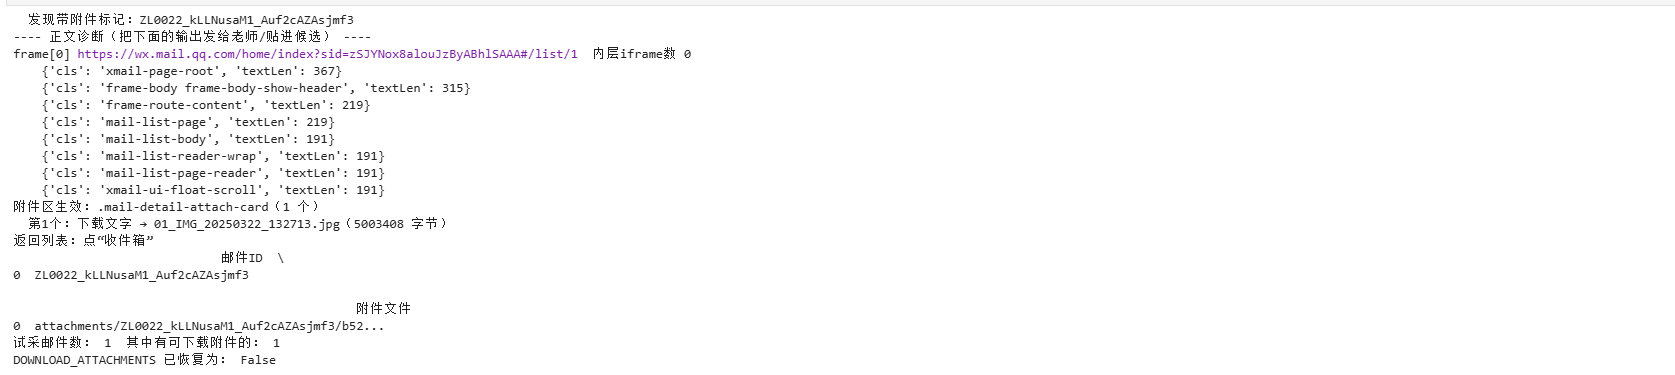 发现带附件标记: ZL0022_kLLNusaM1_Auf2cAZAsjmf3
---- 正文诊断（把下面的输出发给老师/贴进候选） ----
frame[0] https://wx.mail.qq.com/home/index?sid=zSJYNox8alouJzByABhlSAAA#/list/1 内层iframe数 0
{'cls': 'xmail-page-root', 'textLen': 367}
{'cls': 'frame-body frame-body-show-header', 'textLen': 315}
{'cls': 'frame-route-content', 'textLen': 219}
{'cls': 'mail-list-page', 'textLen': 219}
{'cls': 'mail-list-body', 'textLen': 191}
{'cls': 'mail-list-reader-wrap', 'textLen': 191}
{'cls': 'mail-list-page-reader', 'textLen': 191}
{'cls': 'xmail-ui-float-scroll', 'textLen': 191}
附件区生效: .mail-detail-attach-card（1 个）
第1个: 下载文字 → 01_IMG_20250322_132713.jpg（5003408 字节）
返回列表: 点“收件箱”
邮件ID \
0 ZL0022_kLLNusaM1_Auf2cAZAsjmf3
附件文件
0 attachments/ZL0022_kLLNusaM1_Auf2cAZAsjmf3/b52...
试采邮件数: 1 其中有可下载附件的: 1
DOWNLOAD_ATTACHMENTS 已恢复为: False